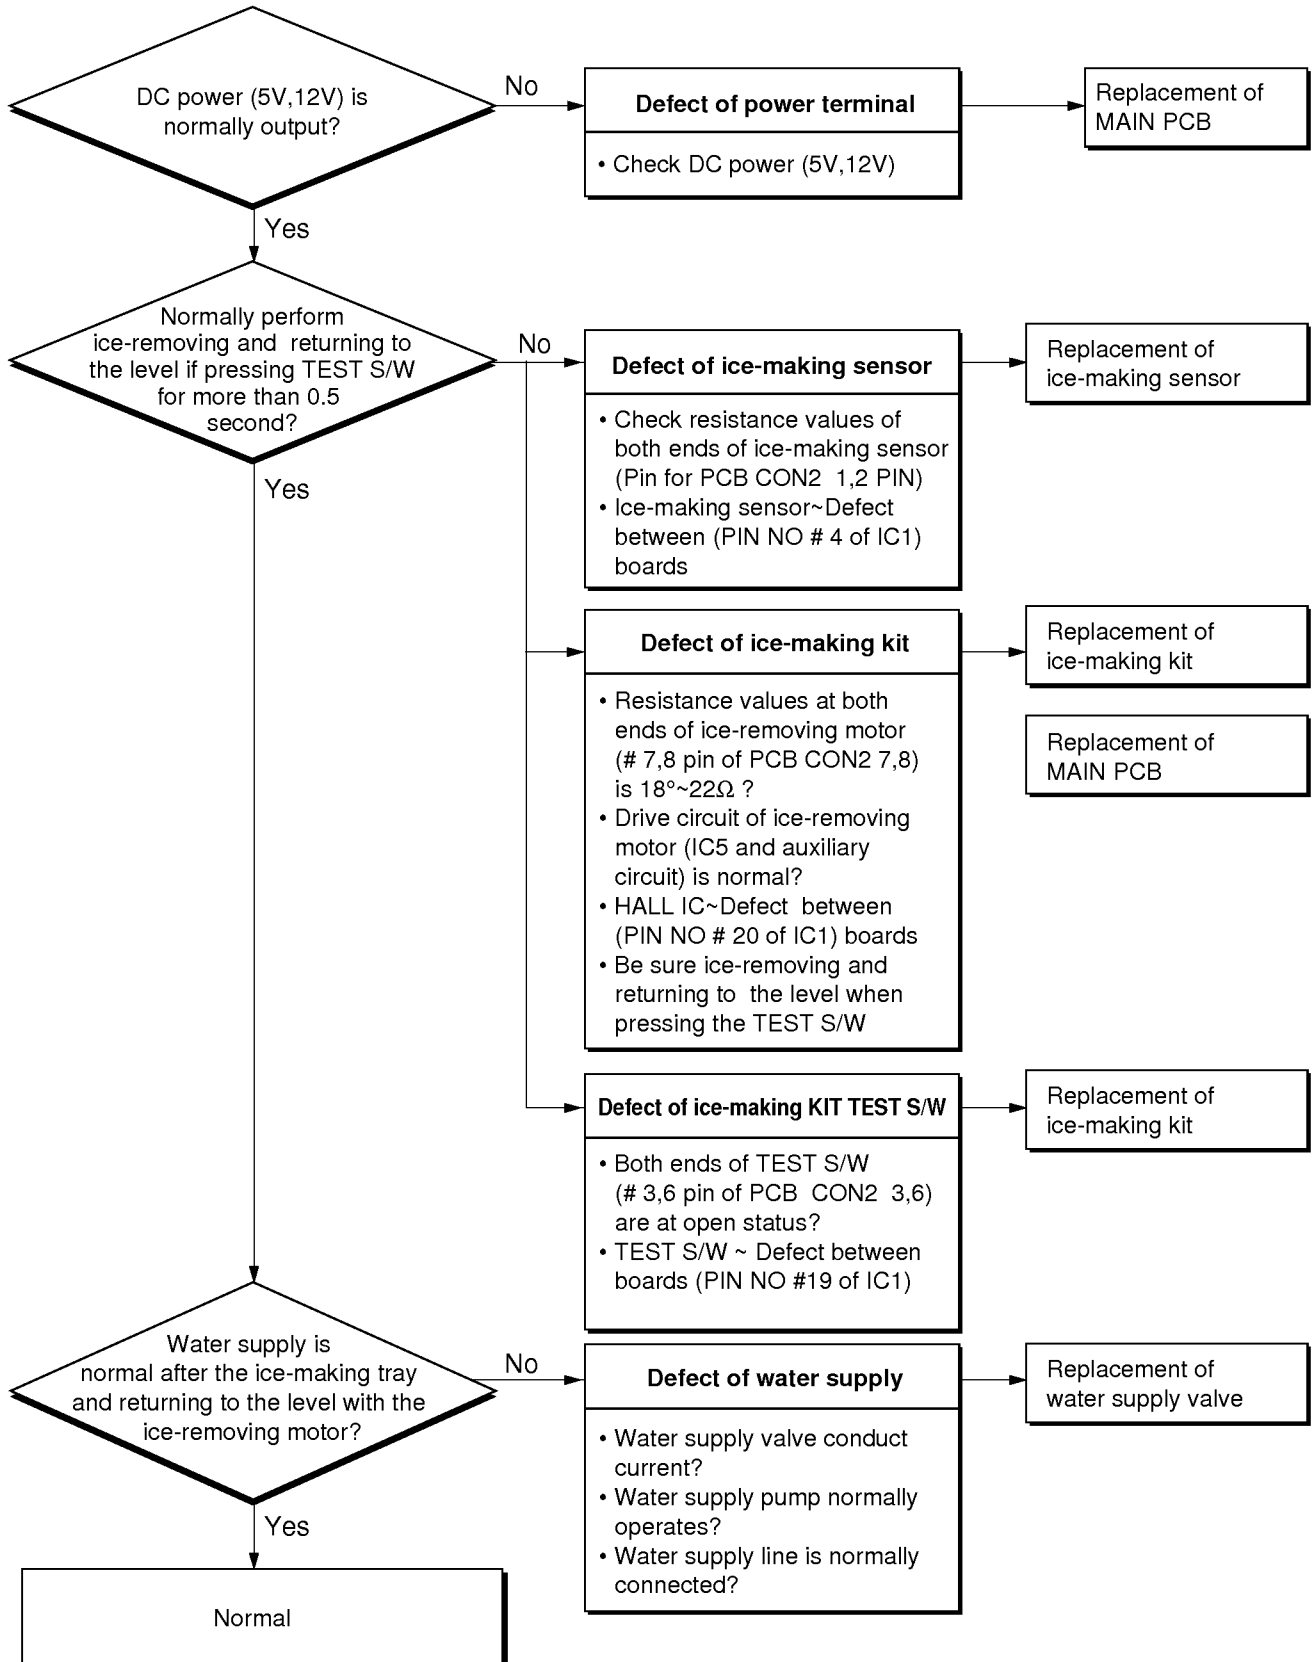 DC power (5V,12V) is
normally output?
No
Defect of power terminal
• Check DC power (5V,12V)
Replacement of
MAIN PCB
Yes
Normally perform
ice-removing and returning to
the level if pressing TEST S/W
for more than 0.5
second?
No
Defect of ice-making sensor
• Check resistance values of
both ends of ice-making sensor
(Pin for PCB CON2 1,2 PIN)
• Ice-making sensor~Defect
between (PIN NO # 4 of IC1)
boards
Replacement of
ice-making sensor
Yes
Defect of ice-making kit
• Resistance values at both
ends of ice-removing motor
(# 7,8 pin of PCB CON2 7,8)
is 18°~22Ω ?
• Drive circuit of ice-removing
motor (IC5 and auxiliary
circuit) is normal?
• HALL IC~Defect between
(PIN NO # 20 of IC1) boards
• Be sure ice-removing and
returning to the level when
pressing the TEST S/W
Replacement of
ice-making kit
Replacement of
MAIN PCB
Defect of ice-making KIT TEST S/W
• Both ends of TEST S/W
(# 3,6 pin of PCB CON2 3,6)
are at open status?
• TEST S/W ~ Defect between
boards (PIN NO #19 of IC1)
Replacement of
ice-making kit
Water supply is
normal after the ice-making tray
and returning to the level with the
ice-removing motor?
No
Defect of water supply
• Water supply valve conduct
current?
• Water supply pump normally
operates?
• Water supply line is normally
connected?
Replacement of
water supply valve
Yes
Normal